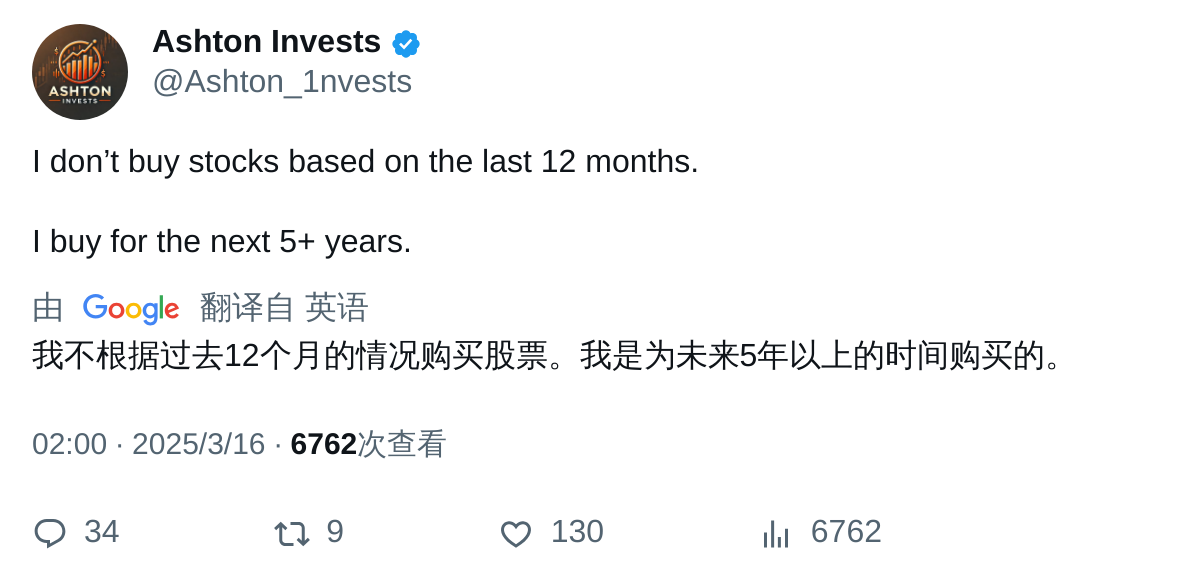 ASHTON
INVESTS
Ashton Invests
@Ashton_1nvests
I don’t buy stocks based on the last 12 months.
I buy for the next 5+ years.
由 Google 翻译自 英语
我不根据过去12个月的情况购买股票。我是为未来5年以上的时间购买的。
02:00 · 2025/3/16 · 6762次查看
34 9 130 6762